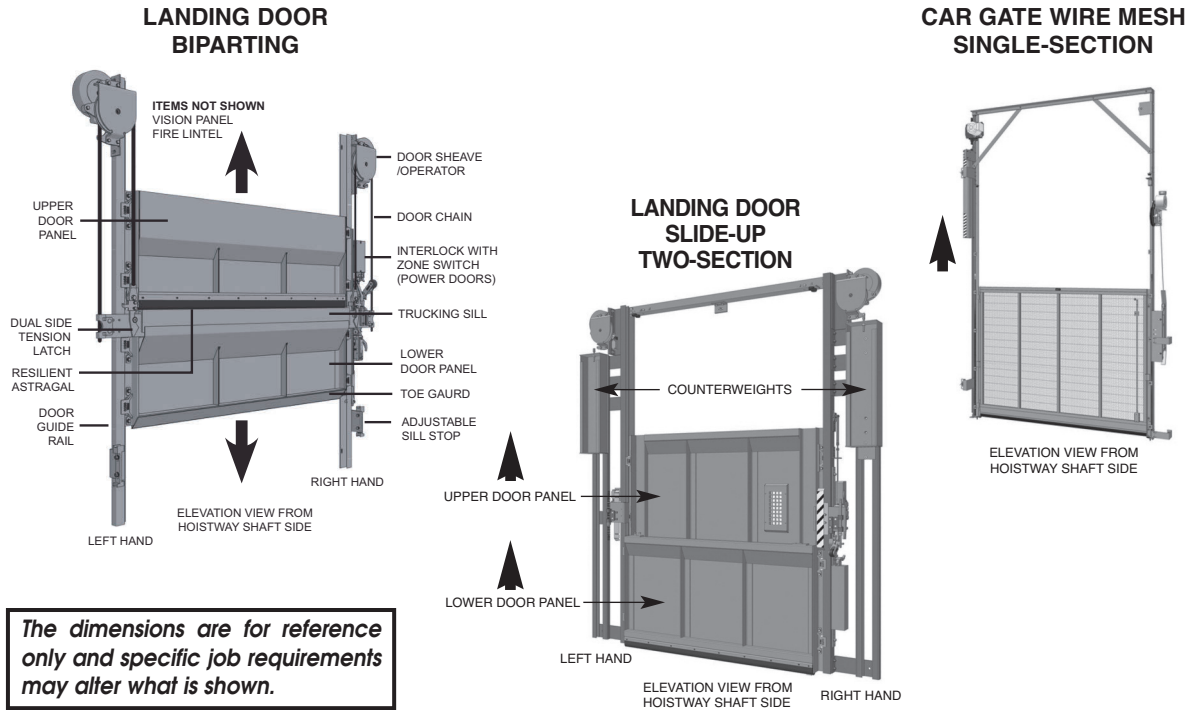 LANDING DOOR
BIPARTING
ITEMS NOT SHOWN
VISION PANEL
FIRE LINTEL
UPPER
DOOR
PANEL
DUAL SIDE
TENSION
LATCH
RESILIENT
ASTRAGAL
DOOR
GUIDE
RAIL
DOOR SHEAVE
/OPERATOR
DOOR CHAIN
INTERLOCK WITH
ZONE SWITCH
(POWER DOORS)
TRUCKING SILL
LOWER
DOOR PANEL
TOE GAURD
ADJUSTABLE
SILL STOP
RIGHT HAND
ELEVATION VIEW FROM
HOISTWAY SHAFT SIDE
LEFT HAND
LANDING DOOR
SLIDE-UP
TWO-SECTION
COUNTERWEIGHTS
UPPER DOOR PANEL
LOWER DOOR PANEL
LEFT HAND
ELEVATION VIEW FROM
HOISTWAY SHAFT SIDE
RIGHT HAND
CAR GATE WIRE MESH
SINGLE-SECTION
ELEVATION VIEW FROM
HOISTWAY SHAFT SIDE
The dimensions are for reference
only and specific job requirements
may alter what is shown.